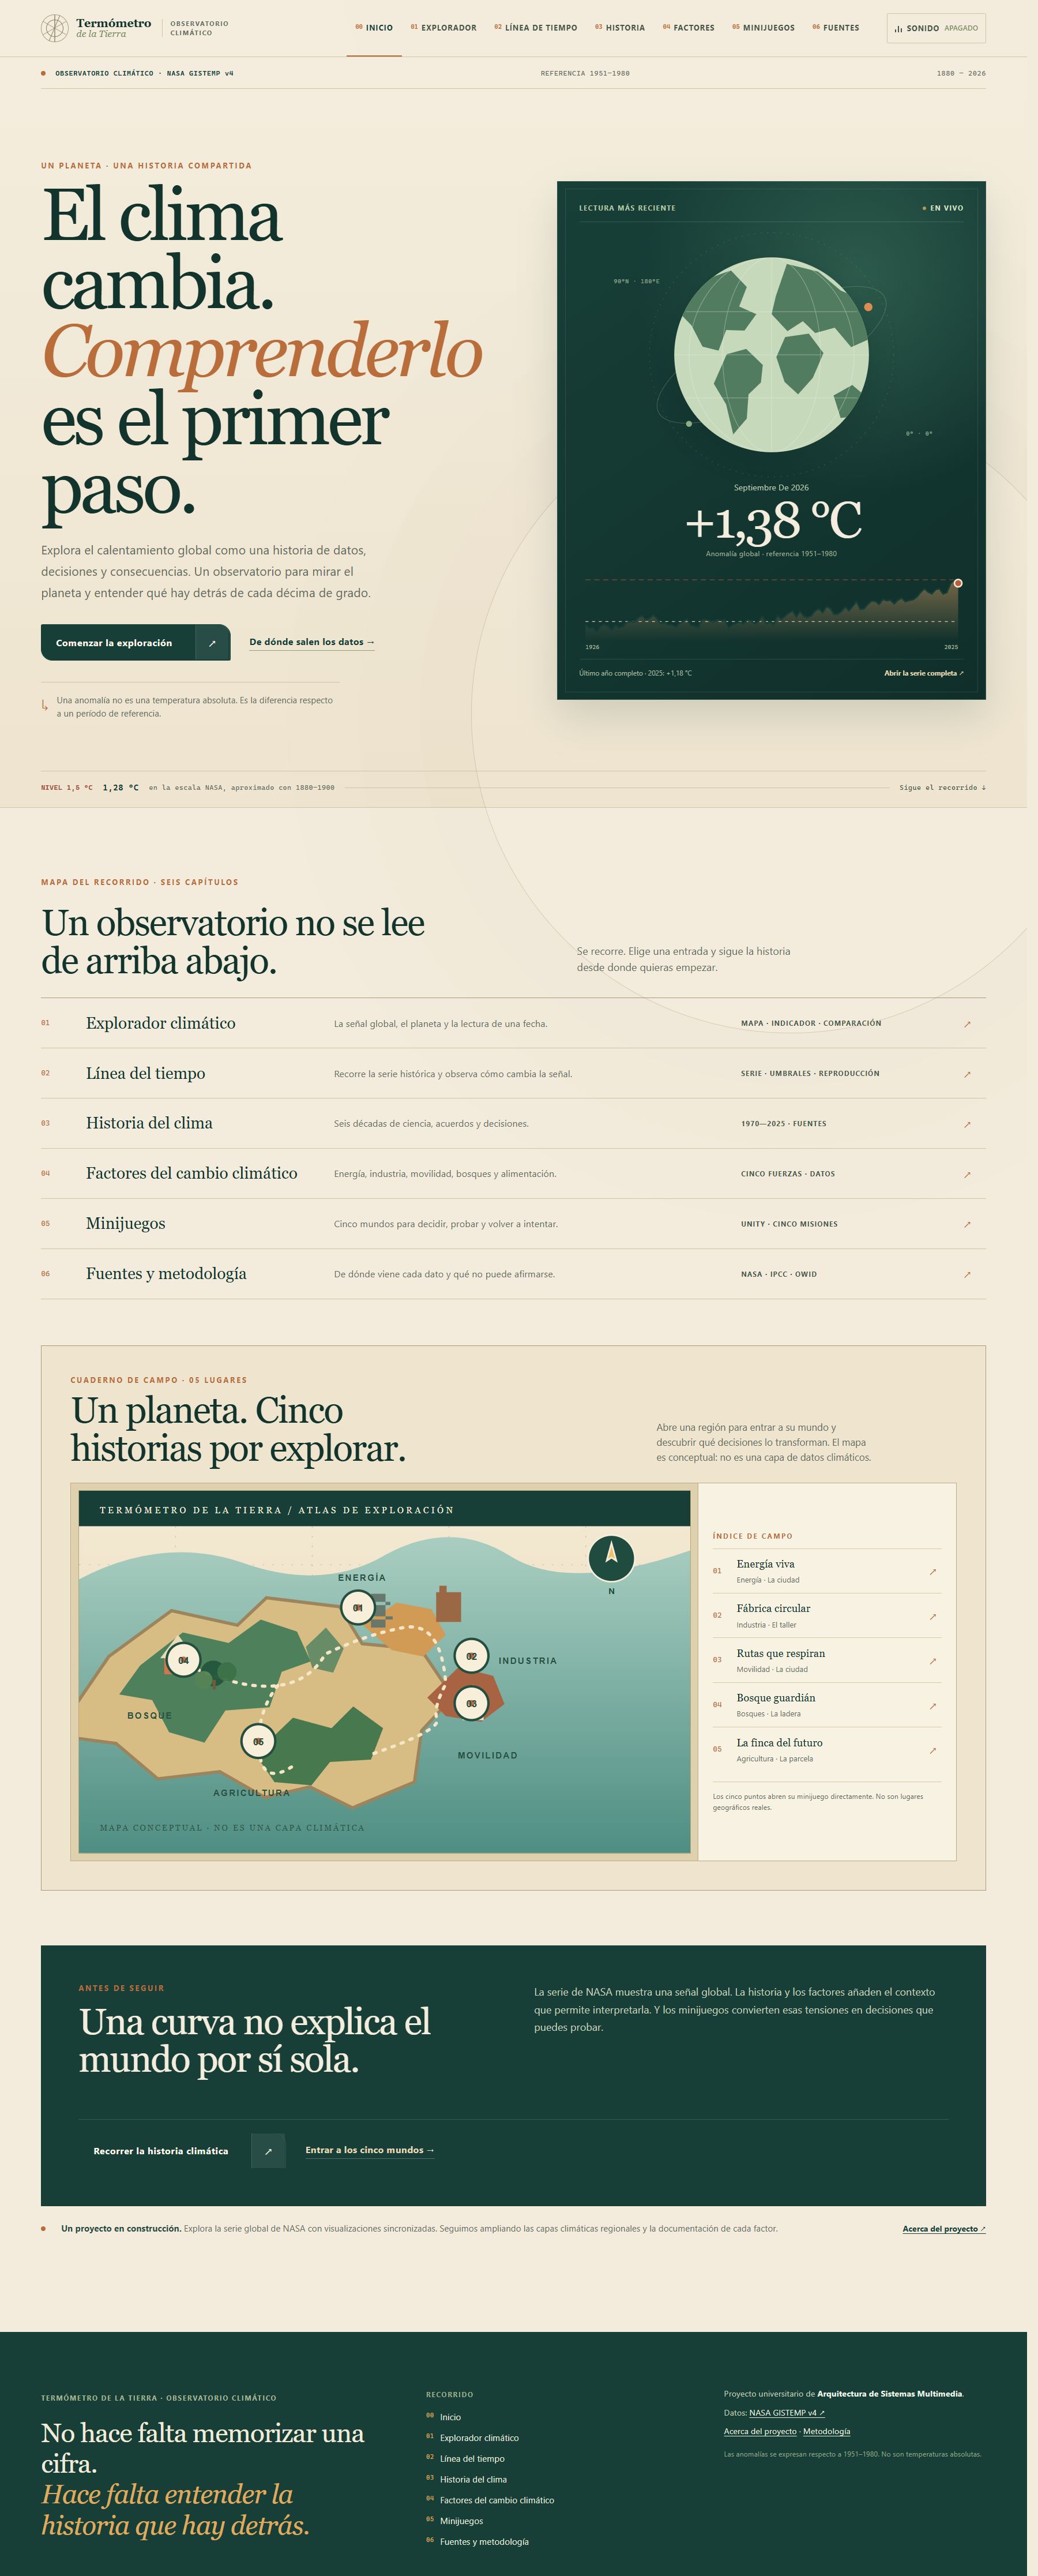 Termómetro
de la Tierra
OBSERVATORIO
CLIMÁTICO
00 INICIO
01 EXPLORADOR
02 LÍNEA DE TIEMPO
03 HISTORIA
04 FACTORES
05 MINIJUEGOS
06 FUENTES
SONIDO APAGADO
OBSERVATORIO CLIMÁTICO · NASA GISTEMP v4
REFERENCIA 1951–1980
1880 — 2026
UN PLANETA · UNA HISTORIA COMPARTIDA
El clima
cambia.
Comprenderlo
es el primer
paso.
Explora el calentamiento global como una historia de datos,
decisiones y consecuencias. Un observatorio para mirar el
planeta y entender qué hay detrás de cada décima de grado.
Comenzar la exploración ↗
De dónde salen los datos →
↳ Una anomalía no es una temperatura absoluta. Es la diferencia respecto
a un periodo de referencia.
LECTURA MÁS RECIENTE
EN VIVO
90°N · 180°E
0° · 0°
Septiembre De 2026
+1,38 °C
Anomalía global · referencia 1951–1980
1926
2025
Último año completo · 2025: +1,18 °C
Abrir la serie completa ↗
NIVEL 1,5 °C 1,28 °C en la escala NASA, aproximado con 1880–1900
Sigue el recorrido ↓
MAPA DEL RECORRIDO · SEIS CAPÍTULOS
Un observatorio no se lee
de arriba abajo.
Se recorre. Elige una entrada y sigue la historia
desde donde quieras empezar.
01 Explorador climático La señal global, el planeta y la lectura de una fecha. MAPA · INDICADOR · COMPARACIÓN ↗
02 Línea del tiempo Recorre la serie histórica y observa cómo cambia la señal. SERIE · UMBRALES · REPRODUCCIÓN ↗
03 Historia del clima Seis décadas de ciencia, acuerdos y decisiones. 1970—2025 · FUENTES ↗
04 Factores del cambio climático Energía, industria, movilidad, bosques y alimentación. CINCO FUERZAS · DATOS ↗
05 Minijuegos Cinco mundos para decidir, probar y volver a intentar. UNITY · CINCO MISIONES ↗
06 Fuentes y metodología De dónde viene cada dato y qué no puede afirmarse. NASA · IPCC · OWID ↗
CUADERNO DE CAMPO · 05 LUGARES
Un planeta. Cinco
historias por explorar.
Abre una región para entrar a su mundo y
descubrir qué decisiones lo transforman. El mapa
es conceptual: no es una capa de datos climáticos.
TERMÓMETRO DE LA TIERRA / ATLAS DE EXPLORACIÓN
N
ENERGÍA
01
04
02
INDUSTRIA
03
BOSQUE
05
MOVILIDAD
AGRICULTURA
MAPA CONCEPTUAL · NO ES UNA CAPA CLIMÁTICA
ÍNDICE DE CAMPO
01 Energía viva ↗
Energía · La ciudad
02 Fábrica circular ↗
Industria · El taller
03 Rutas que respiran ↗
Movilidad · La ciudad
04 Bosque guardián ↗
Bosques · La ladera
05 La finca del futuro ↗
Agricultura · La parcela
Los cinco puntos abren su minijuego directamente. No son lugares
geográficos reales.
ANTES DE SEGUIR
Una curva no explica el
mundo por sí sola.
La serie de NASA muestra una señal global. La historia y los factores añaden el contexto
que permite interpretarla. Y los minijuegos convierten esas tensiones en decisiones que
puedes probar.
Recorrer la historia climática ↗
Entrar a los cinco mundos →
Un proyecto en construcción. Explora la serie global de NASA con visualizaciones sincronizadas. Seguimos ampliando las capas climáticas regionales y la documentación de cada factor.
Acerca del proyecto ↗
TERMÓMETRO DE LA TIERRA · OBSERVATORIO CLIMÁTICO
No hace falta memorizar una
cifra.
Hace falta entender la
historia que hay detrás.
RECORRIDO
00 Inicio
01 Explorador climático
02 Línea del tiempo
03 Historia del clima
04 Factores del cambio climático
05 Minijuegos
06 Fuentes y metodología
Proyecto universitario de Arquitectura de Sistemas Multimedia.
Datos: NASA GISTEMP v4 ↗
Acerca del proyecto · Metodología
Las anomalías se expresan respecto a 1951–1980. No son temperaturas absolutas.